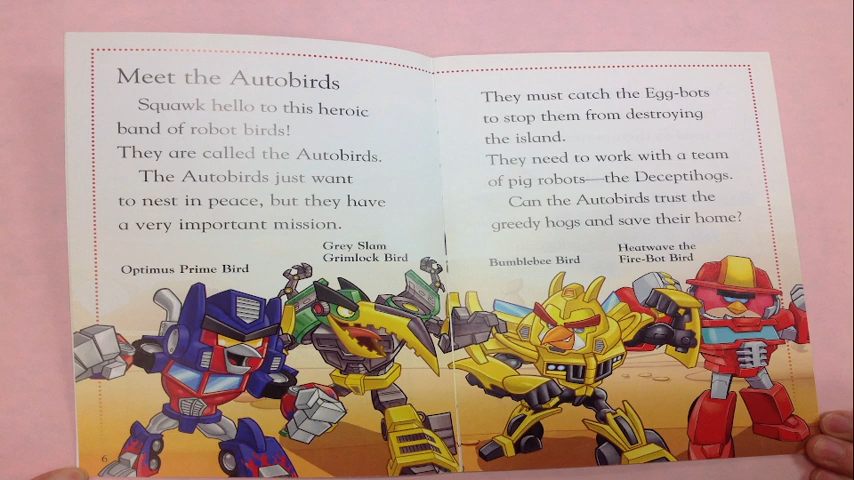 Meet the Autobirds
Squawk hello to this heroic
band of robot birds!
They are called the Autobirds.
The Autobirds just want
to nest in peace, but they have
a very important mission.
Optimus Prime Bird
Grey Slam
Grimlock Bird
6
They must catch the Egg-bots
to stop them from destroying
the island.
They need to work with a team
of pig robots—the Deceptihogs.
Can the Autobirds trust the
greedy hogs and save their home?
Bumblebee Bird
Heatwave the
Fire-Bot Bird